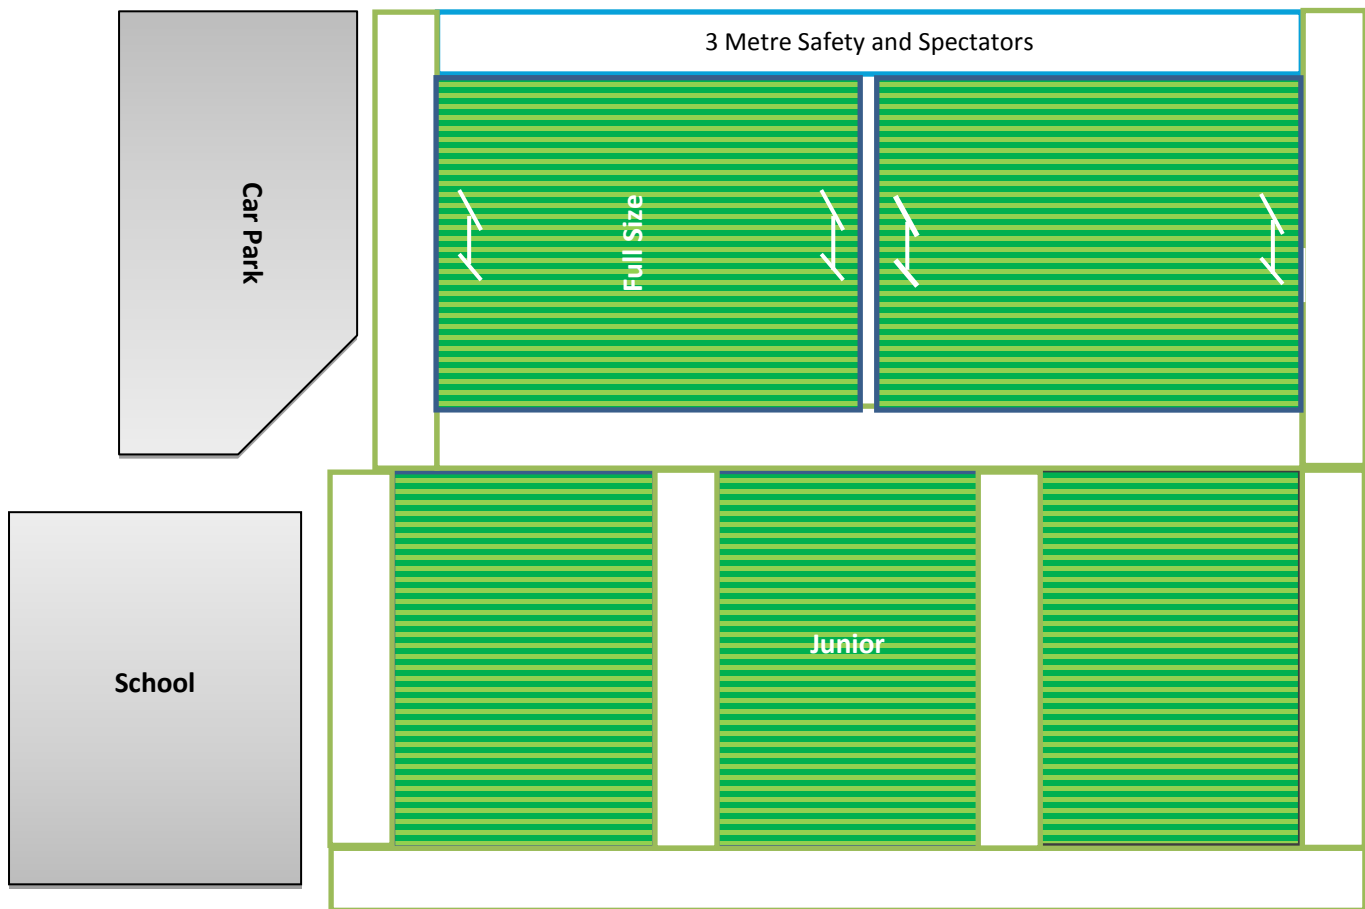 3 Metre Safety and Spectators
Car Park
Full Size
Junior
School